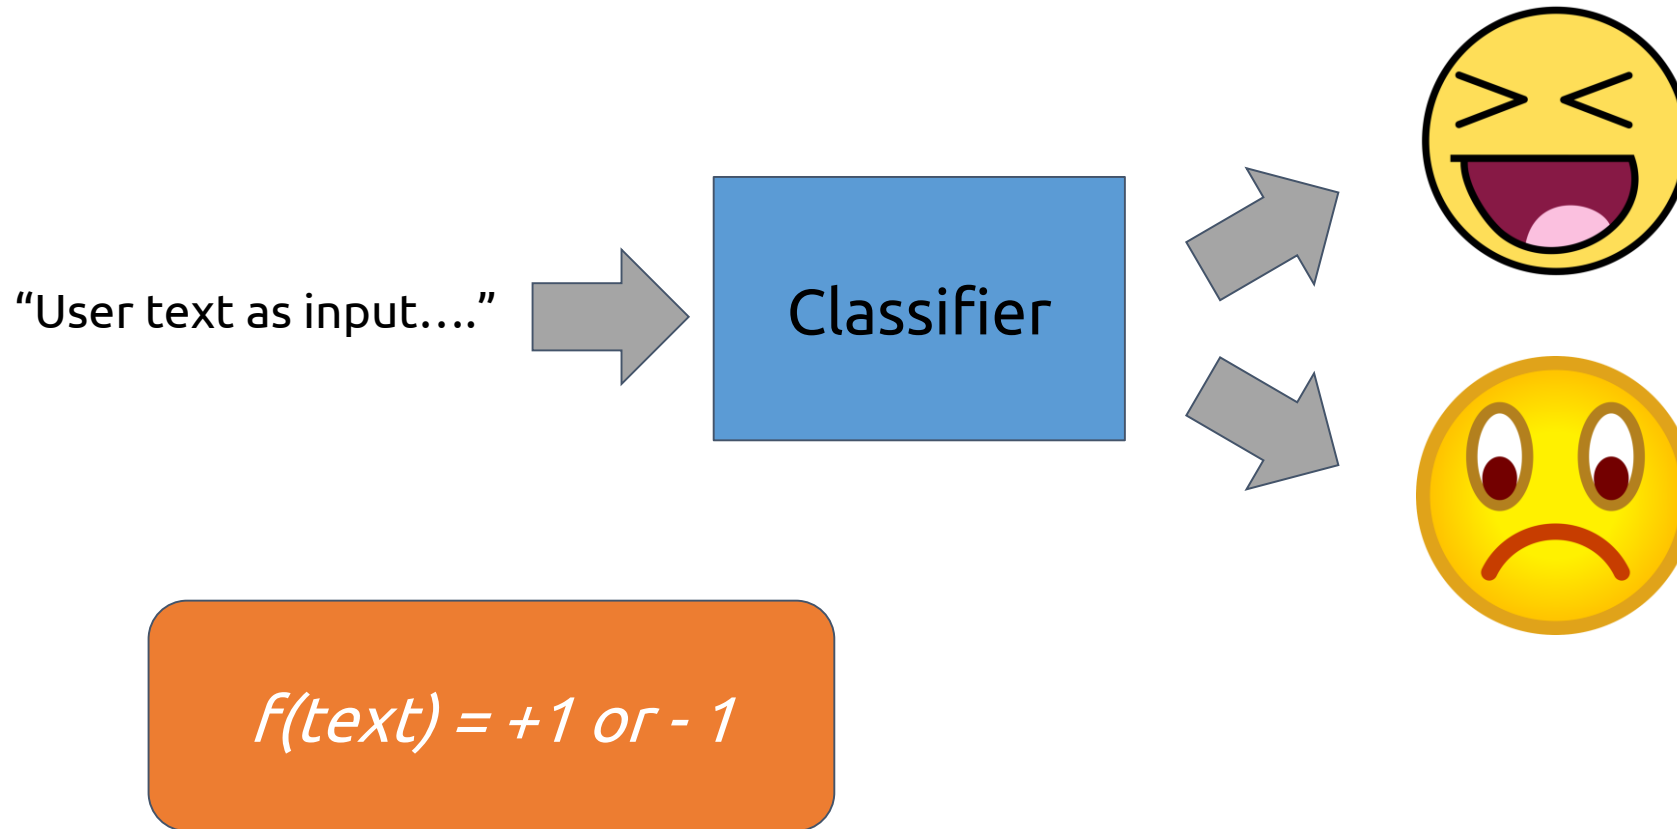 “User text as input….”
Classifier
f(text) = +1 or - 1